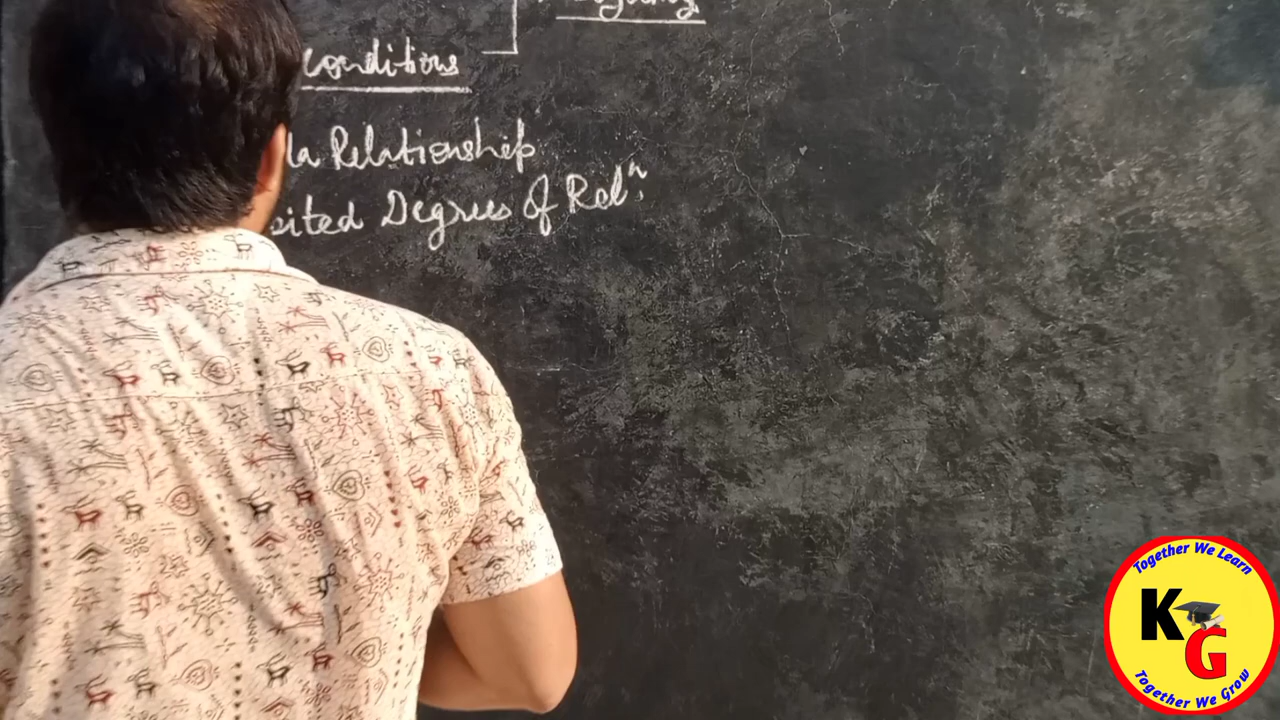 conditions
la Relationship
sited Degrees of Relⁿ.
Together We Learn
KG
Together We Grow